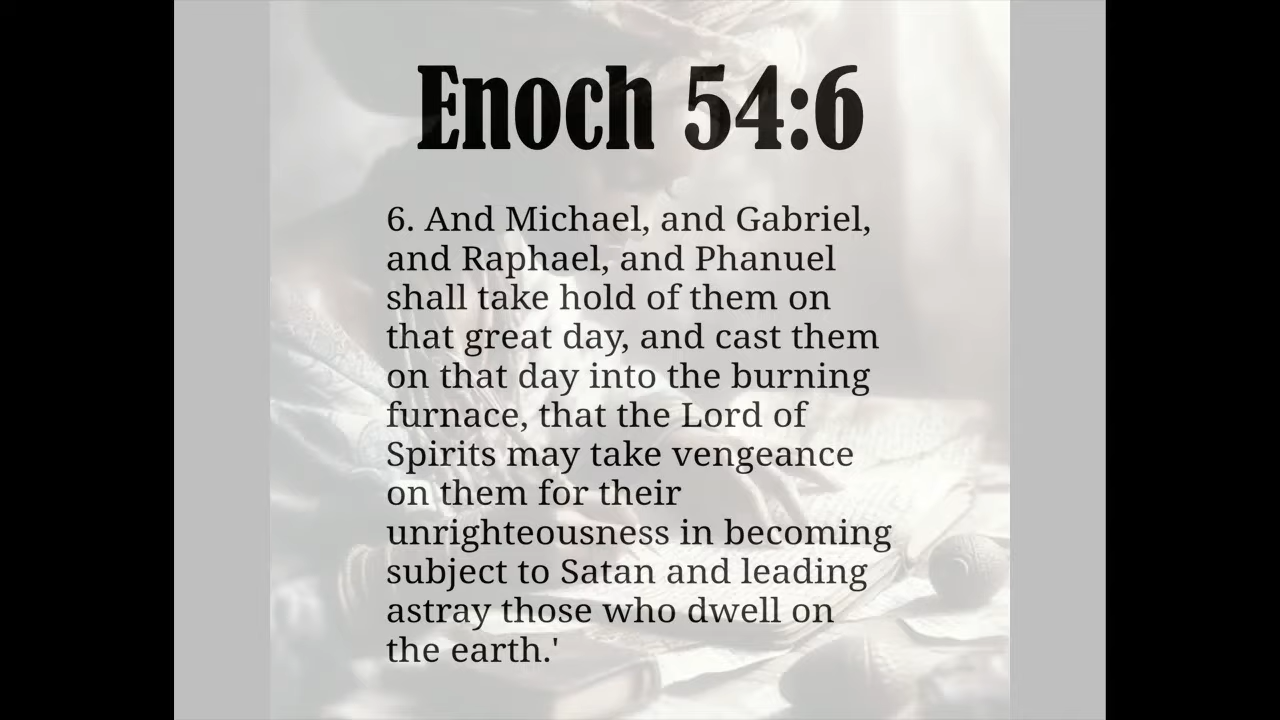 Enoch 54:6
6. And Michael, and Gabriel,
and Raphael, and Phanuel
shall take hold of them on
that great day, and cast them
on that day into the burning
furnace, that the Lord of
Spirits may take vengeance
on them for their
unrighteousness in becoming
subject to Satan and leading
astray those who dwell on
the earth.'